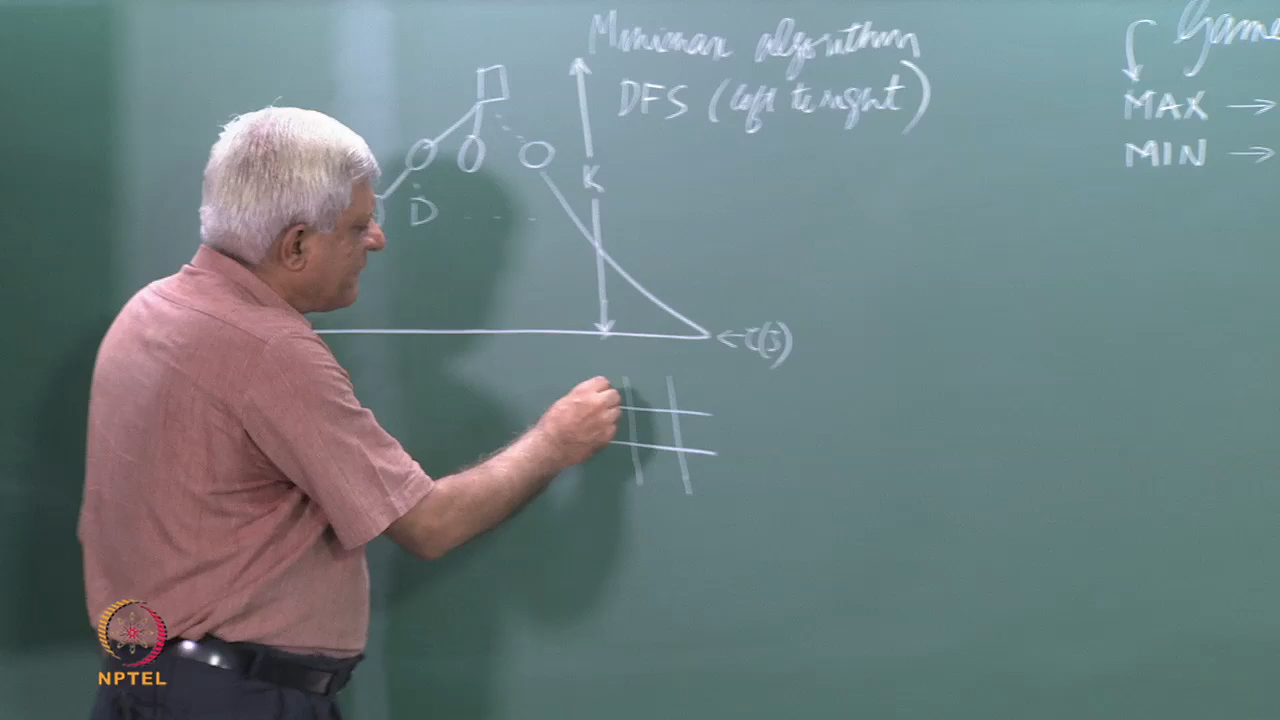 Minimax algorithm
DFS (left to right)
K
D
Game
MAX →
MIN →
NPTEL